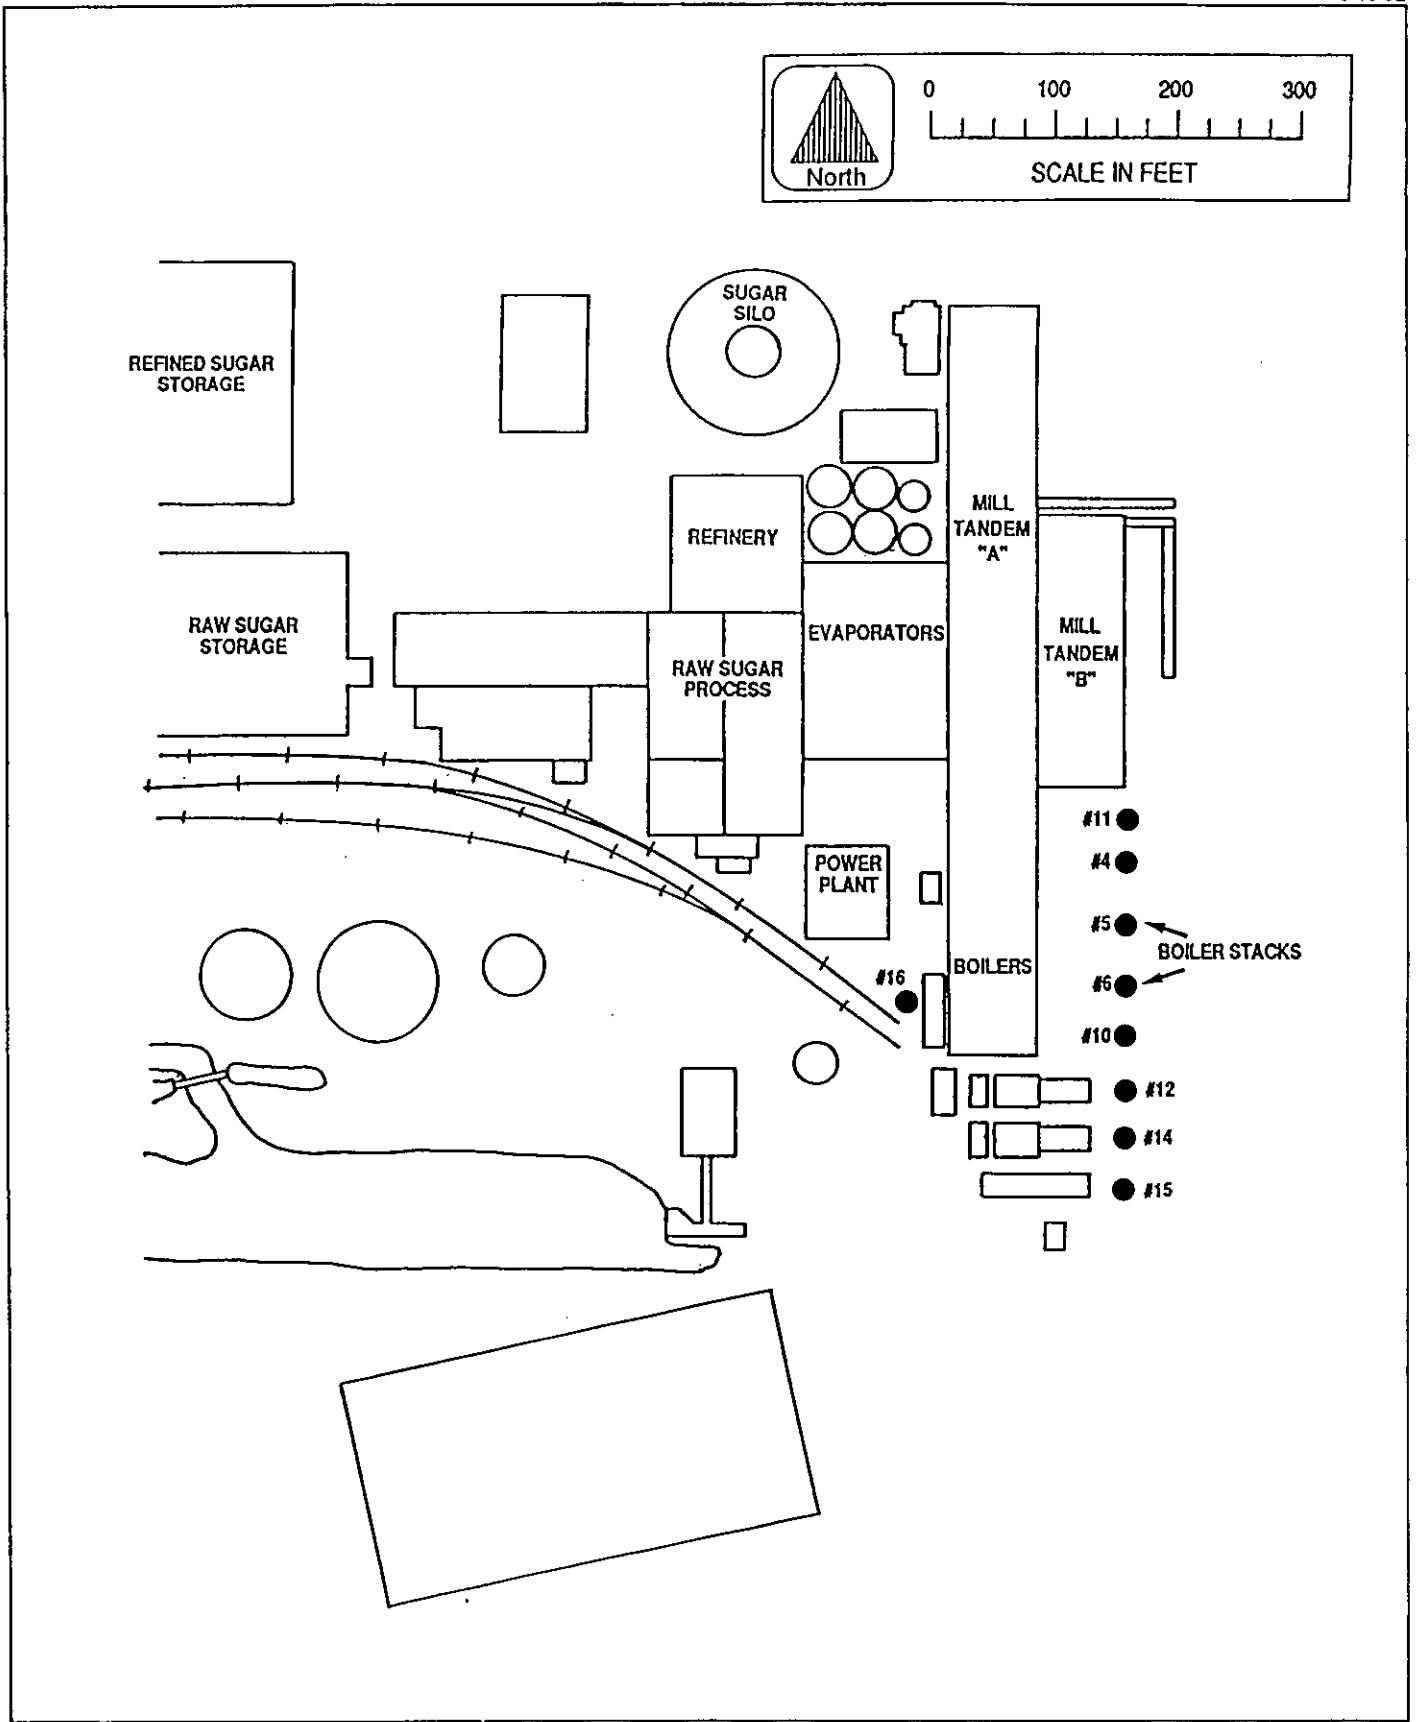 0 100 200 300
North
SCALE IN FEET
SUGAR
SILO
REFINED SUGAR
STORAGE
MILL
TANDEM
"A"
REFINERY
RAW SUGAR
STORAGE
EVAPORATORS
MILL
TANDEM
"B"
RAW SUGAR
PROCESS
#11
#4
POWER
PLANT
#5
BOILER STACKS
BOILERS
#16
#6
#10
#12
#14
#15